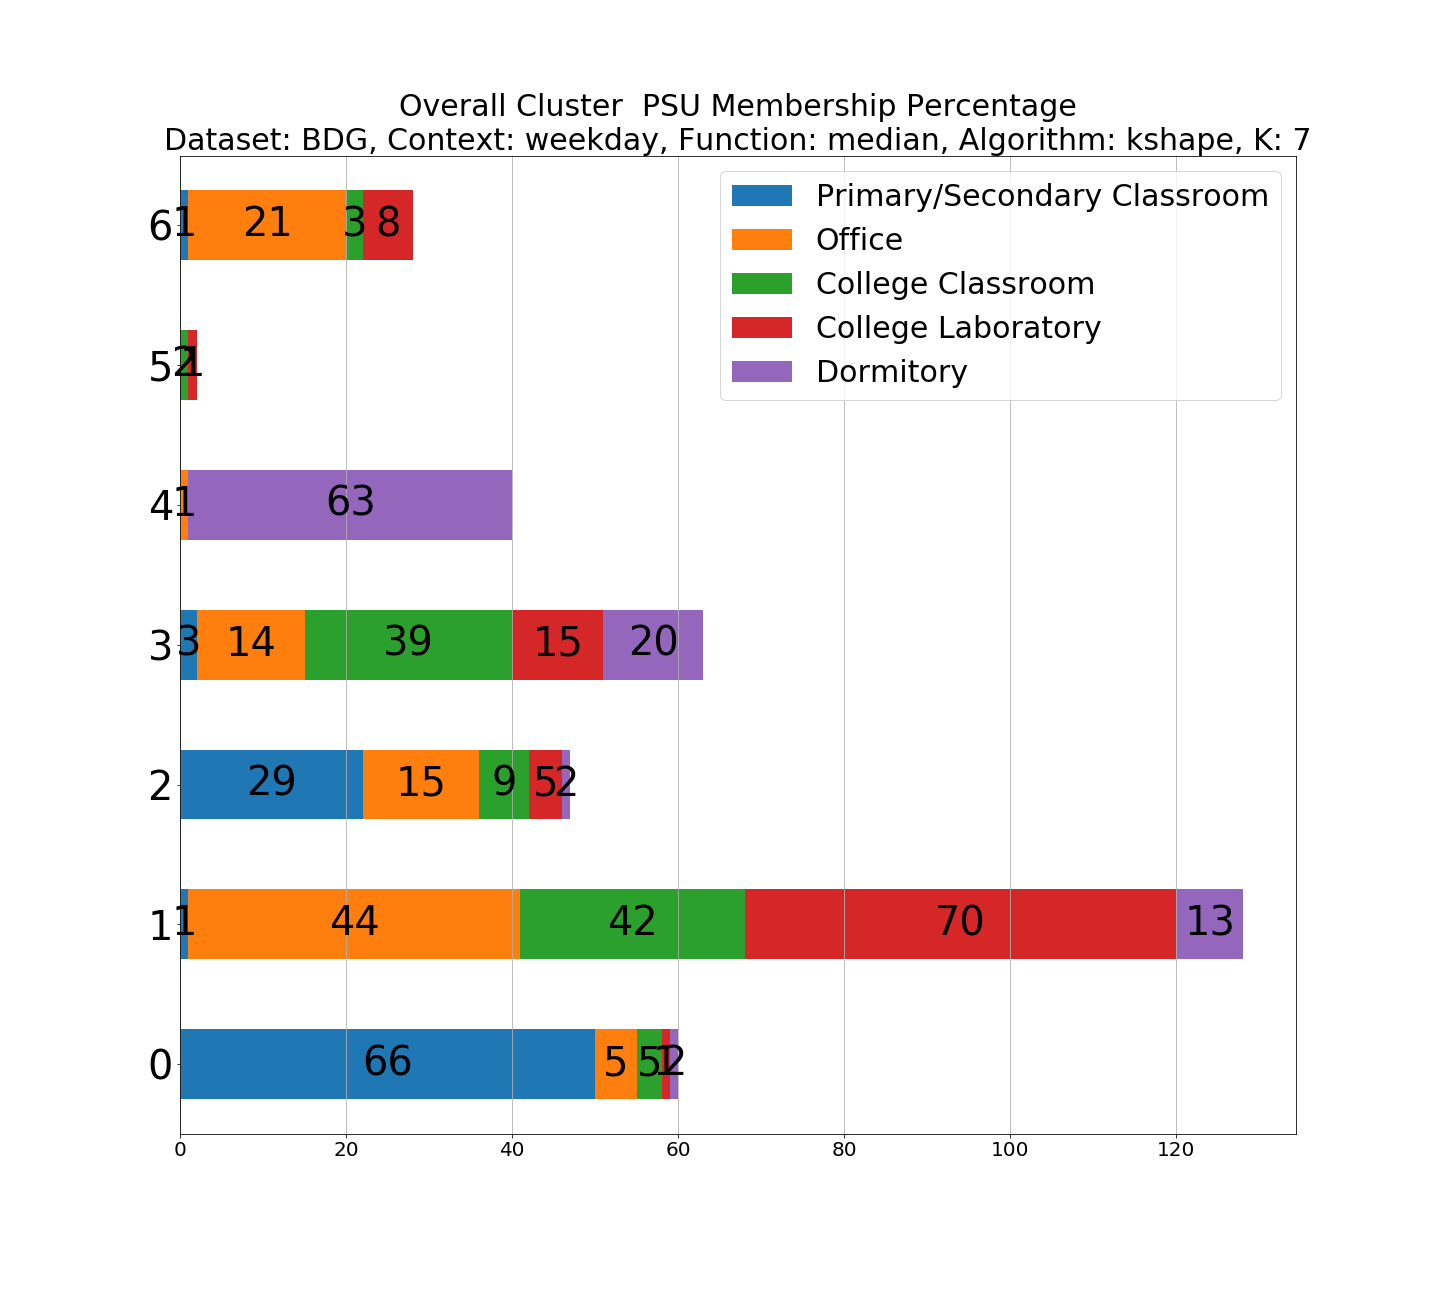 Overall Cluster  PSU Membership Percentage
Dataset: BDG, Context: weekday, Function: median, Algorithm: kshape, K: 7
Primary/Secondary Classroom
Office
College Classroom
College Laboratory
Dormitory
6 1 21 3 8
5 2 1
4 1 63
3 3 14 39 15 20
2 29 15 9 5 2
1 1 44 42 70 13
0 66 5 5 1 2
0 20 40 60 80 100 120